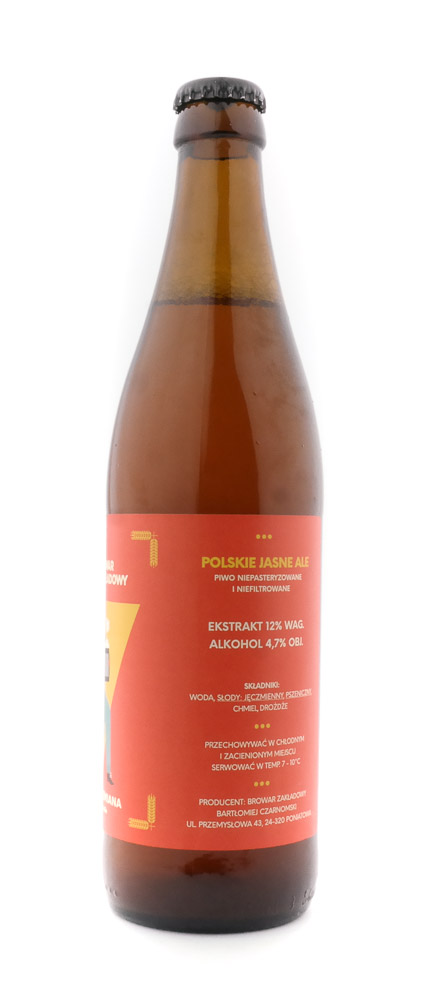 POLSKIE JASNE ALE
PIWO NIEPASTERYZOWANE
I NIEFILTROWANE
EKSTRAKT 12% WAG.
ALKOHOL 4,7% OBJ.
SKŁADNIKI:
WODA, SŁODY: JĘCZMIENNY, PSZENICZNY,
CHMIEL, DROŻDŻE
PRZECHOWYWAĆ W CHŁODNYM
I ZACIENIONYM MIEJSCU
SERWOWAĆ W TEMP. 7 - 10°C
PRODUCENT: BROWAR ZAKŁADOWY
BARTŁOMIEJ CZARNOMSKI
UL. PRZEMYSŁOWA 43, 24-320 PONIATOWA